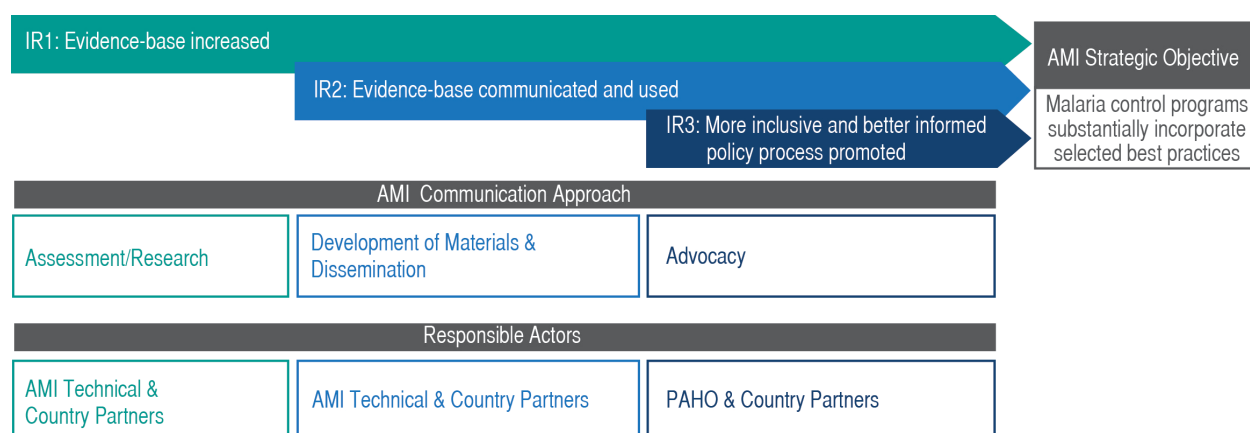 IR1: Evidence-base increased
IR2: Evidence-base communicated and used
IR3: More inclusive and better informed
policy process promoted
AMI Strategic Objective
Malaria control programs
substantially incorporate
selected best practices
AMI Communication Approach
Assessment/Research
Development of Materials &
Dissemination
Advocacy
Responsible Actors
AMI Technical &
Country Partners
AMI Technical & Country Partners
PAHO & Country Partners